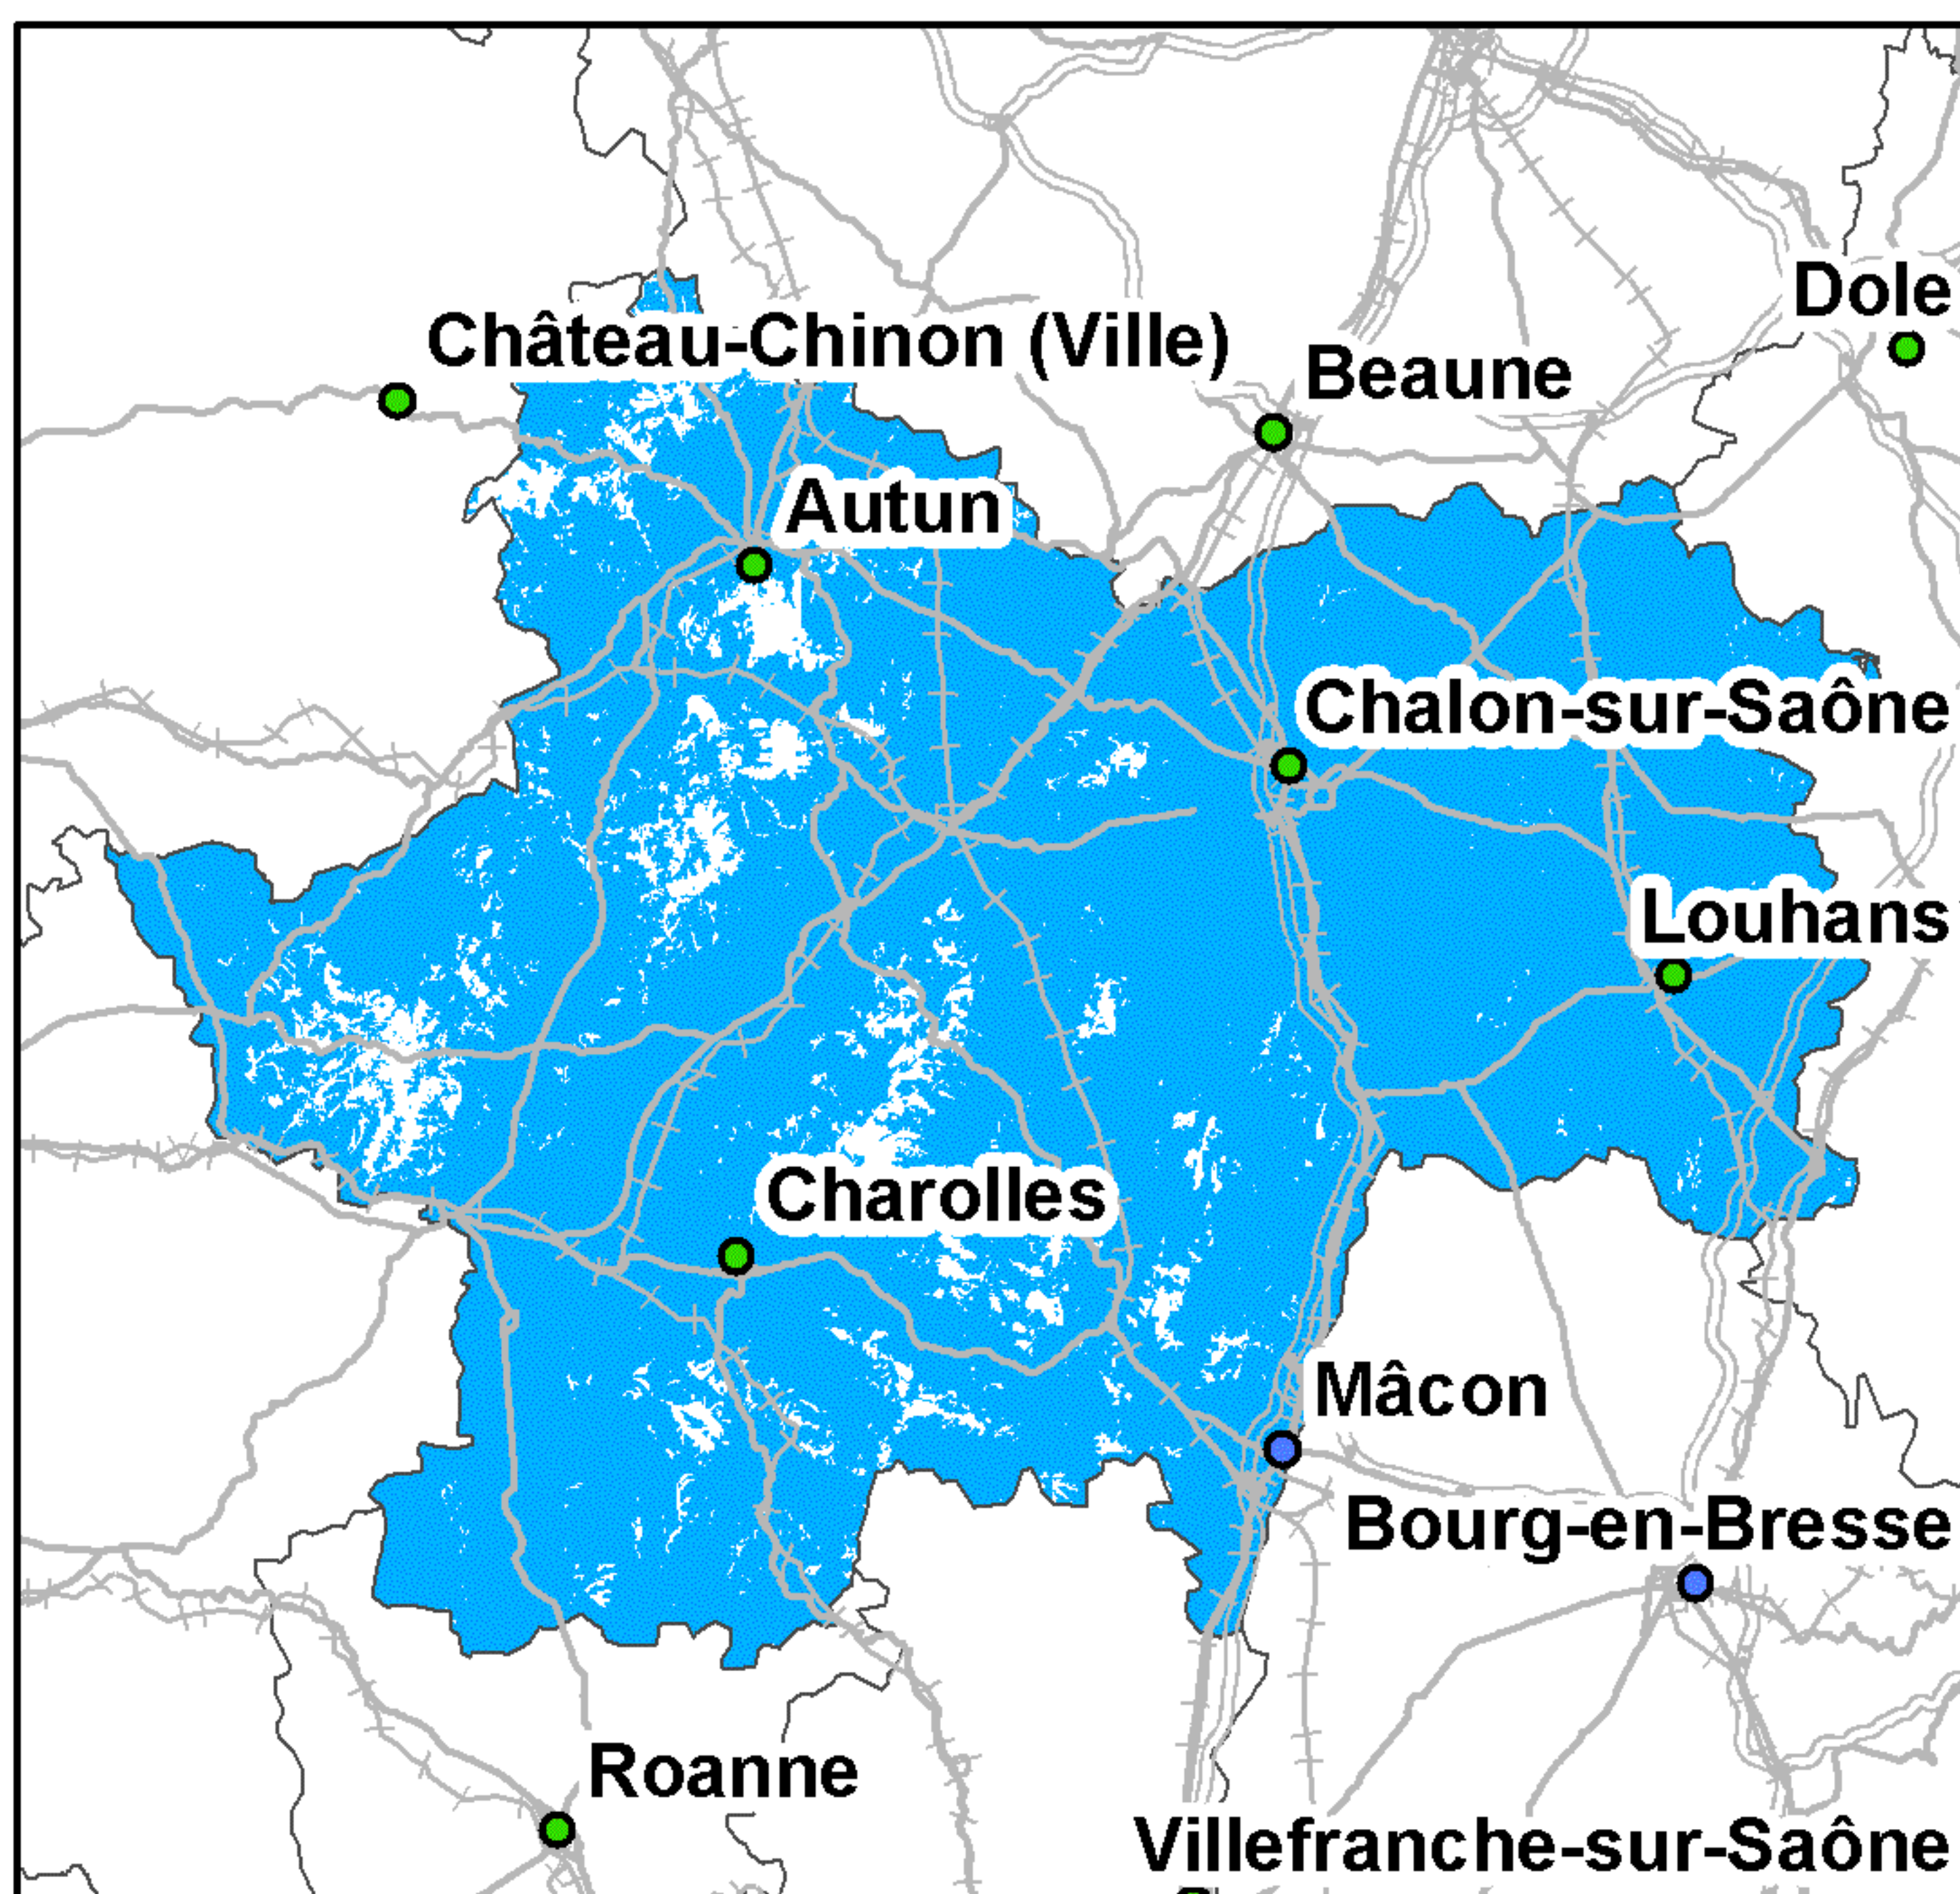 Dole
Château-Chinon (Ville)
Beaune
Autun
Chalon-sur-Saône
Louhans
Charolles
Mâcon
Bourg-en-Bresse
Roanne
Villefranche-sur-Saône